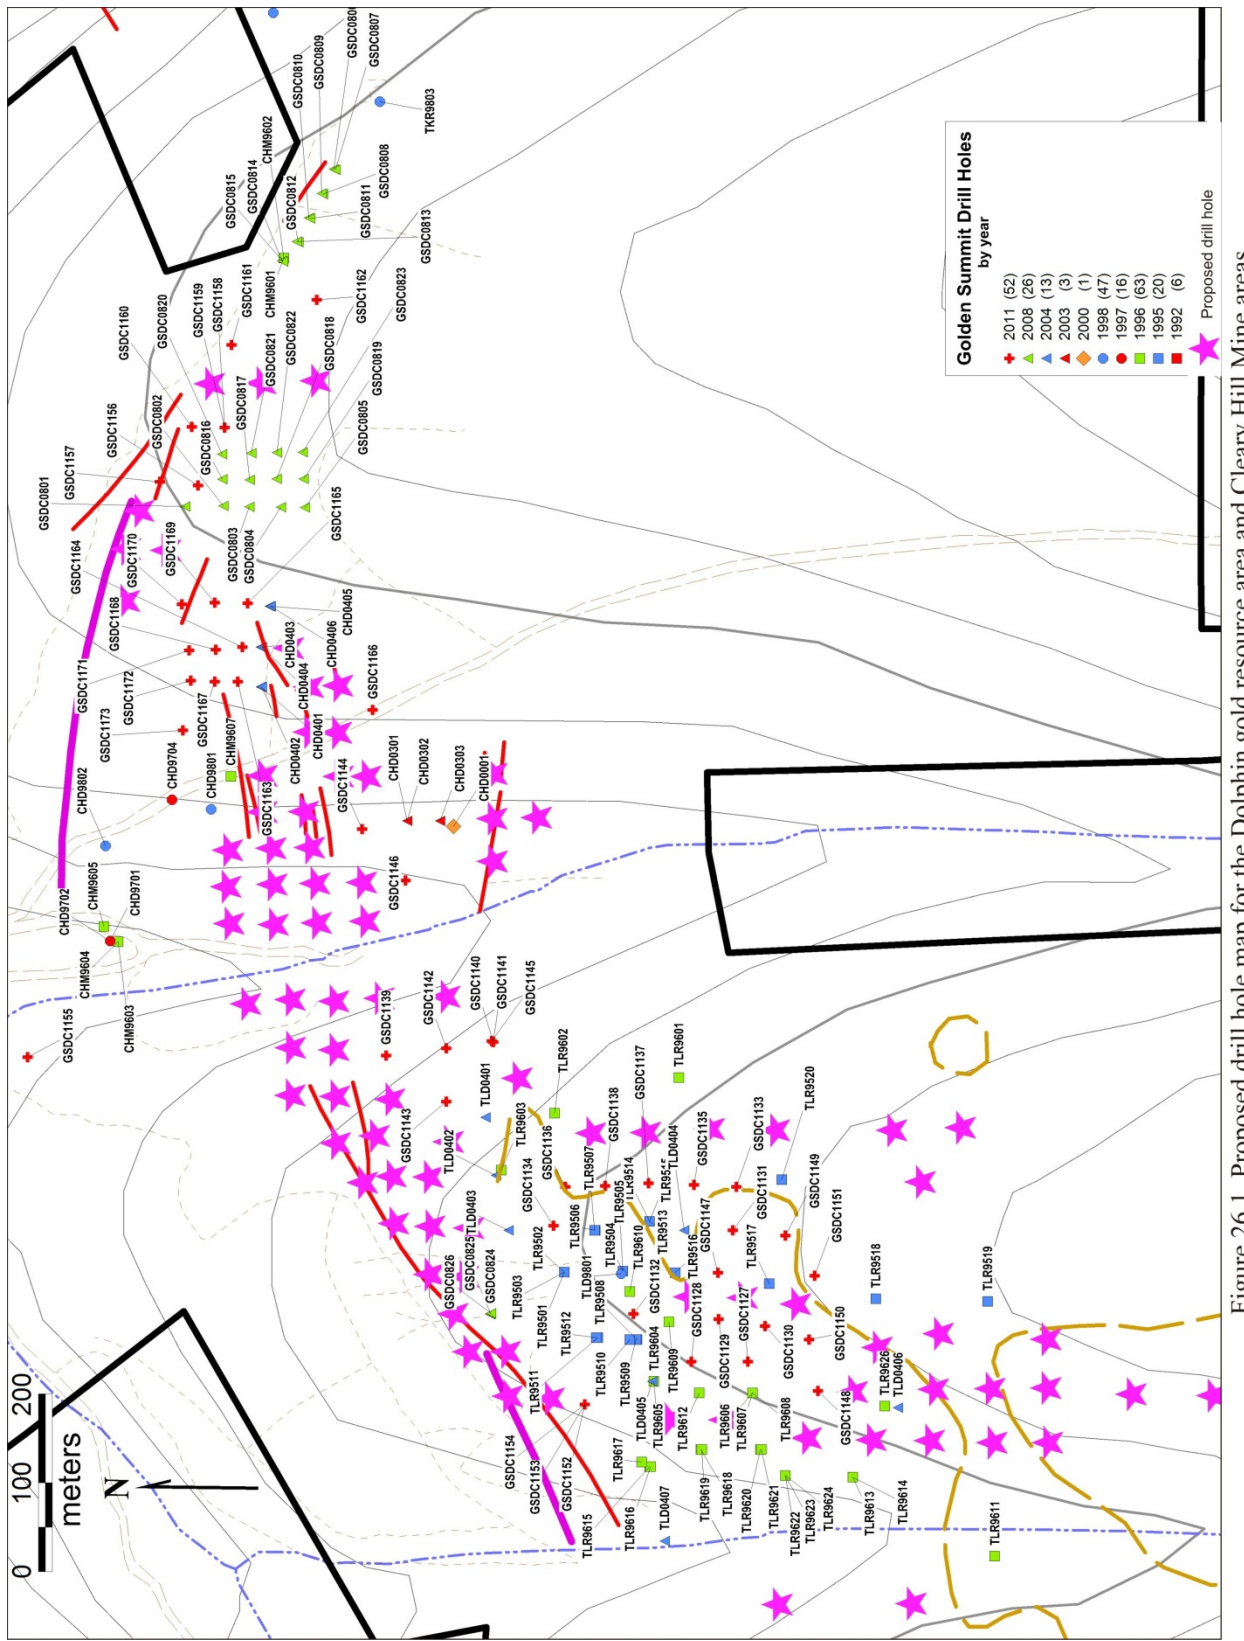 GSDC0806
GSDC0807
GSDC0809
GSDC0810
CHM9602
GSDC0814
GSDC0815
GSDC0812
TKR9803
GSDC0808
GSDC0811
GSDC0813
GSDC1161
GSDC1158
GSDC1159
GSDC0820
GSDC1160
CHM9601
GSDC1162
GSDC0823
GSDC0822
GSDC0821
GSDC0818
GSDC0817
GSDC0819
GSDC0805
GSDC0802
GSDC0816
GSDC1156
GSDC1157
GSDC0801
GSDC1165
GSDC0803
GSDC0804
GSDC1169
GSDC1170
GSDC1164
GSDC1168
CHD0405
CHD0403
CHD0406
CHD0404
GSDC1166
GSDC1171
GSDC1172
GSDC1167
GSDC1173
CHM9607
CHD9801
CHD9704
CHD9802
CHD0401
CHD0402
GSDC1163
GSDC1144
CHD0301
CHD0302
CHD0303
CHD0001
GSDC1146
CHM9605
CHD9702
CHD9701
CHM9604
CHM9603
GSDC1155
GSDC1139
GSDC1142
GSDC1140
GSDC1141
GSDC1145
TLR9602
TLR9601
TLD0401
TLR9603
GSDC1143
TLD0402
GSDC1137
GSDC1138
GSDC1136
GSDC1134
TLR9507
TLR9514
TLR9515
TLD0404
GSDC1135
GSDC1133
TLR9520
GSDC1131
GSDC1149
GSDC1151
GSDC1147
TLR9505
TLR9506
TLR9504
TLR9610
TLR9513
TLR9516
TLR9517
TLR9518
TLR9519
TLD0403
GSDC0825
GSDC0826
GSDC0824
TLR9502
TLR9503
TLR9501
TLD9801
TLR9508
TLR9512
GSDC1132
GSDC1128
GSDC1127
GSDC1129
GSDC1130
GSDC1150
TLR9510
TLR9509
TLR9604
TLR9609
TLR9511
TLD0405
TLR9605
TLR9612
TLR9606
TLR9607
TLR9608
GSDC1148
TLR9626
TLD0406
GSDC1154
GSDC1153
GSDC1152
TLR9617
TLR9615
TLR9616
TLD0407
TLR9619
TLR9618
TLR9620
TLR9621
TLR9622
TLR9623
TLR9624
TLR9613
TLR9614
TLR9611
Golden Summit Drill Holes
by year
2011 (52)
2008 (26)
2004 (13)
2003 (3)
2000 (1)
1998 (47)
1997 (16)
1996 (63)
1995 (20)
1992 (6)
Proposed drill hole
0 100 200
meters
N
Figure 26.1 Proposed drill hole map for the Dolphin gold resource area and Cleary Hill Mine areas